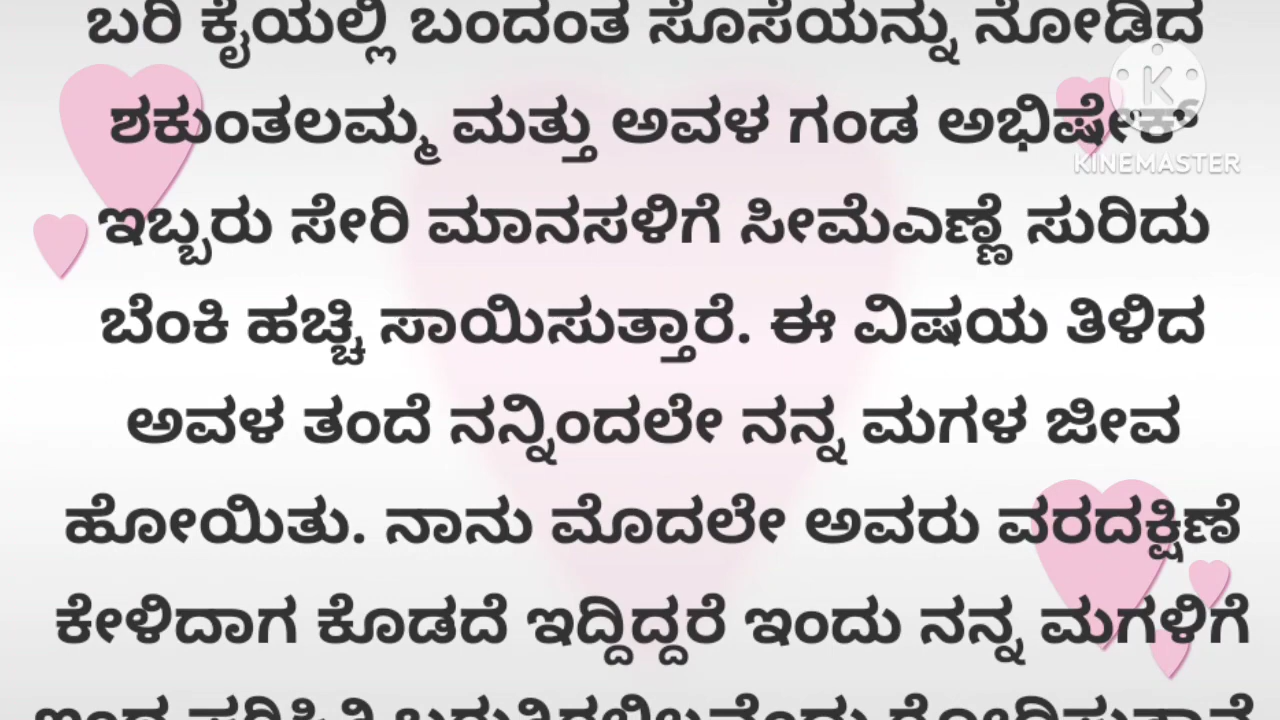 ಬರಿ ಕೈಯಲ್ಲಿ ಬಂದಂತ ಸೊಸೆಯನ್ನು ನೋಡಿದ
ಶಕುಂತಲಮ್ಮ ಮತ್ತು ಅವಳ ಗಂಡ ಅಭಿಷೇಕ್
KINEMASTER
ಇಬ್ಬರು ಸೇರಿ ಮಾನಸಳಿಗೆ ಸೀಮೆಎಣ್ಣೆ ಸುರಿದು
ಬೆಂಕಿ ಹಚ್ಚಿ ಸಾಯಿಸುತ್ತಾರೆ. ಈ ವಿಷಯ ತಿಳಿದ
ಅವಳ ತಂದೆ ನನ್ನಿಂದಲೇ ನನ್ನ ಮಗಳ ಜೀವ
ಹೋಯಿತು. ನಾನು ಮೊದಲೇ ಅವರು ವರದಕ್ಷಿಣೆ
ಕೇಳಿದಾಗ ಕೊಡದೆ ಇದ್ದಿದ್ದರೆ ಇಂದು ನನ್ನ ಮಗಳಿಗೆ